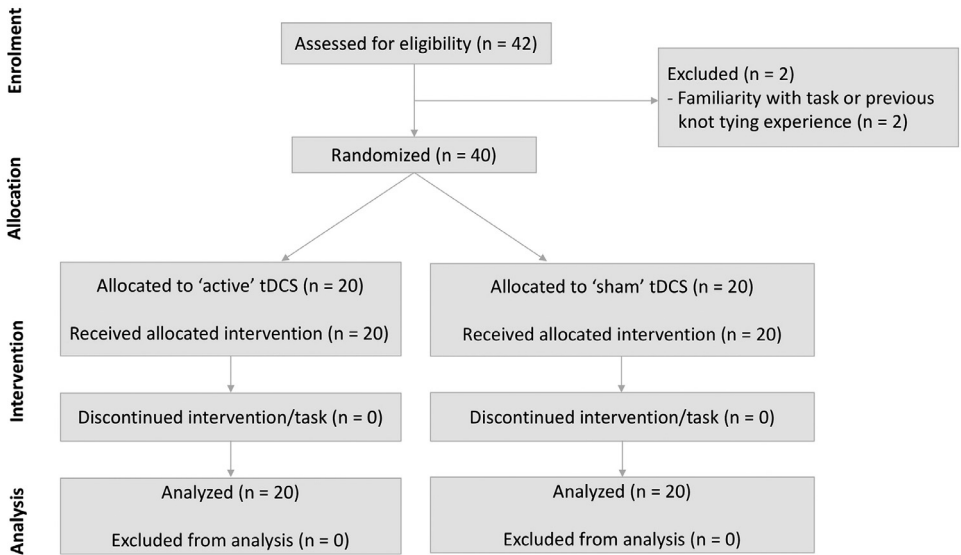 Enrolment
Assessed for eligibility (n = 42)
Excluded (n = 2)
- Familiarity with task or previous
knot tying experience (n = 2)
Allocation
Randomized (n = 40)
Intervention
Allocated to ‘active’ tDCS (n = 20)
Received allocated intervention (n = 20)
Allocated to ‘sham’ tDCS (n = 20)
Received allocated intervention (n = 20)
Discontinued intervention/task (n = 0)
Discontinued intervention/task (n = 0)
Analysis
Analyzed (n = 20)
Excluded from analysis (n = 0)
Analyzed (n = 20)
Excluded from analysis (n = 0)